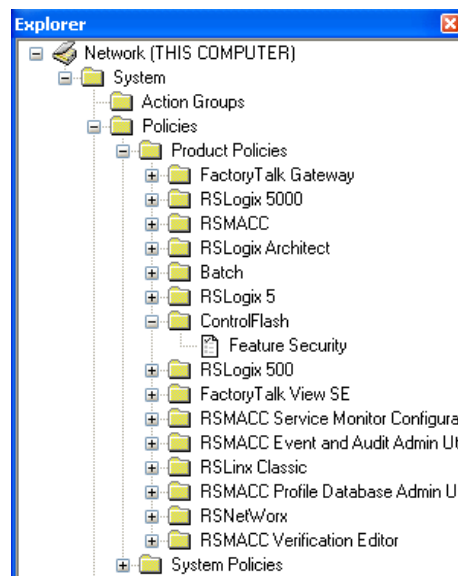 Explorer
Network (THIS COMPUTER)
System
Action Groups
Policies
Product Policies
FactoryTalk Gateway
RSLogix 5000
RSMACC
RSLogix Architect
Batch
RSLogix 5
ControlFlash
Feature Security
RSLogix 500
FactoryTalk View SE
RSMACC Service Monitor Configura
RSMACC Event and Audit Admin Ut
RSLinx Classic
RSMACC Profile Database Admin U
RSNetWorx
RSMACC Verification Editor
System Policies